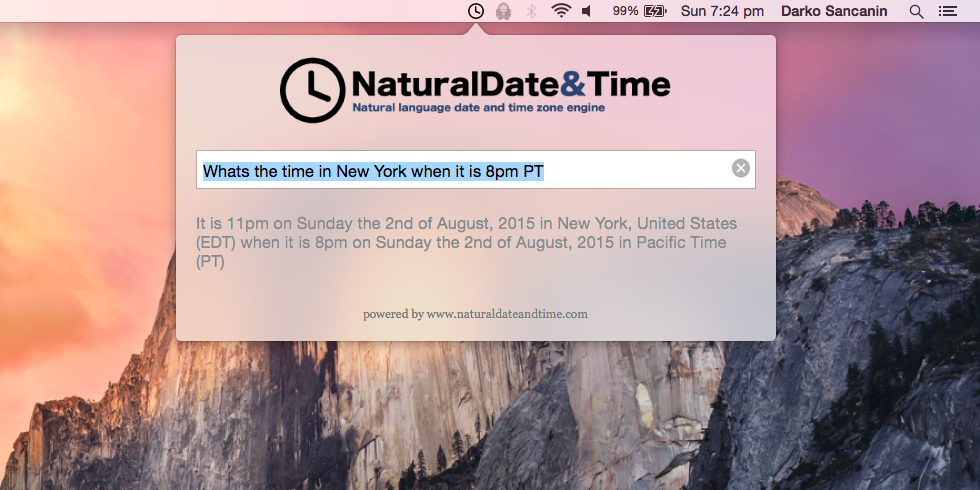 99% Sun 7:24 pm Darko Sancanin
NaturalDate&Time
Natural language date and time zone engine
Whats the time in New York when it is 8pm PT
It is 11pm on Sunday the 2nd of August, 2015 in New York, United States
(EDT) when it is 8pm on Sunday the 2nd of August, 2015 in Pacific Time
(PT)
powered by www.naturaldateandtime.com